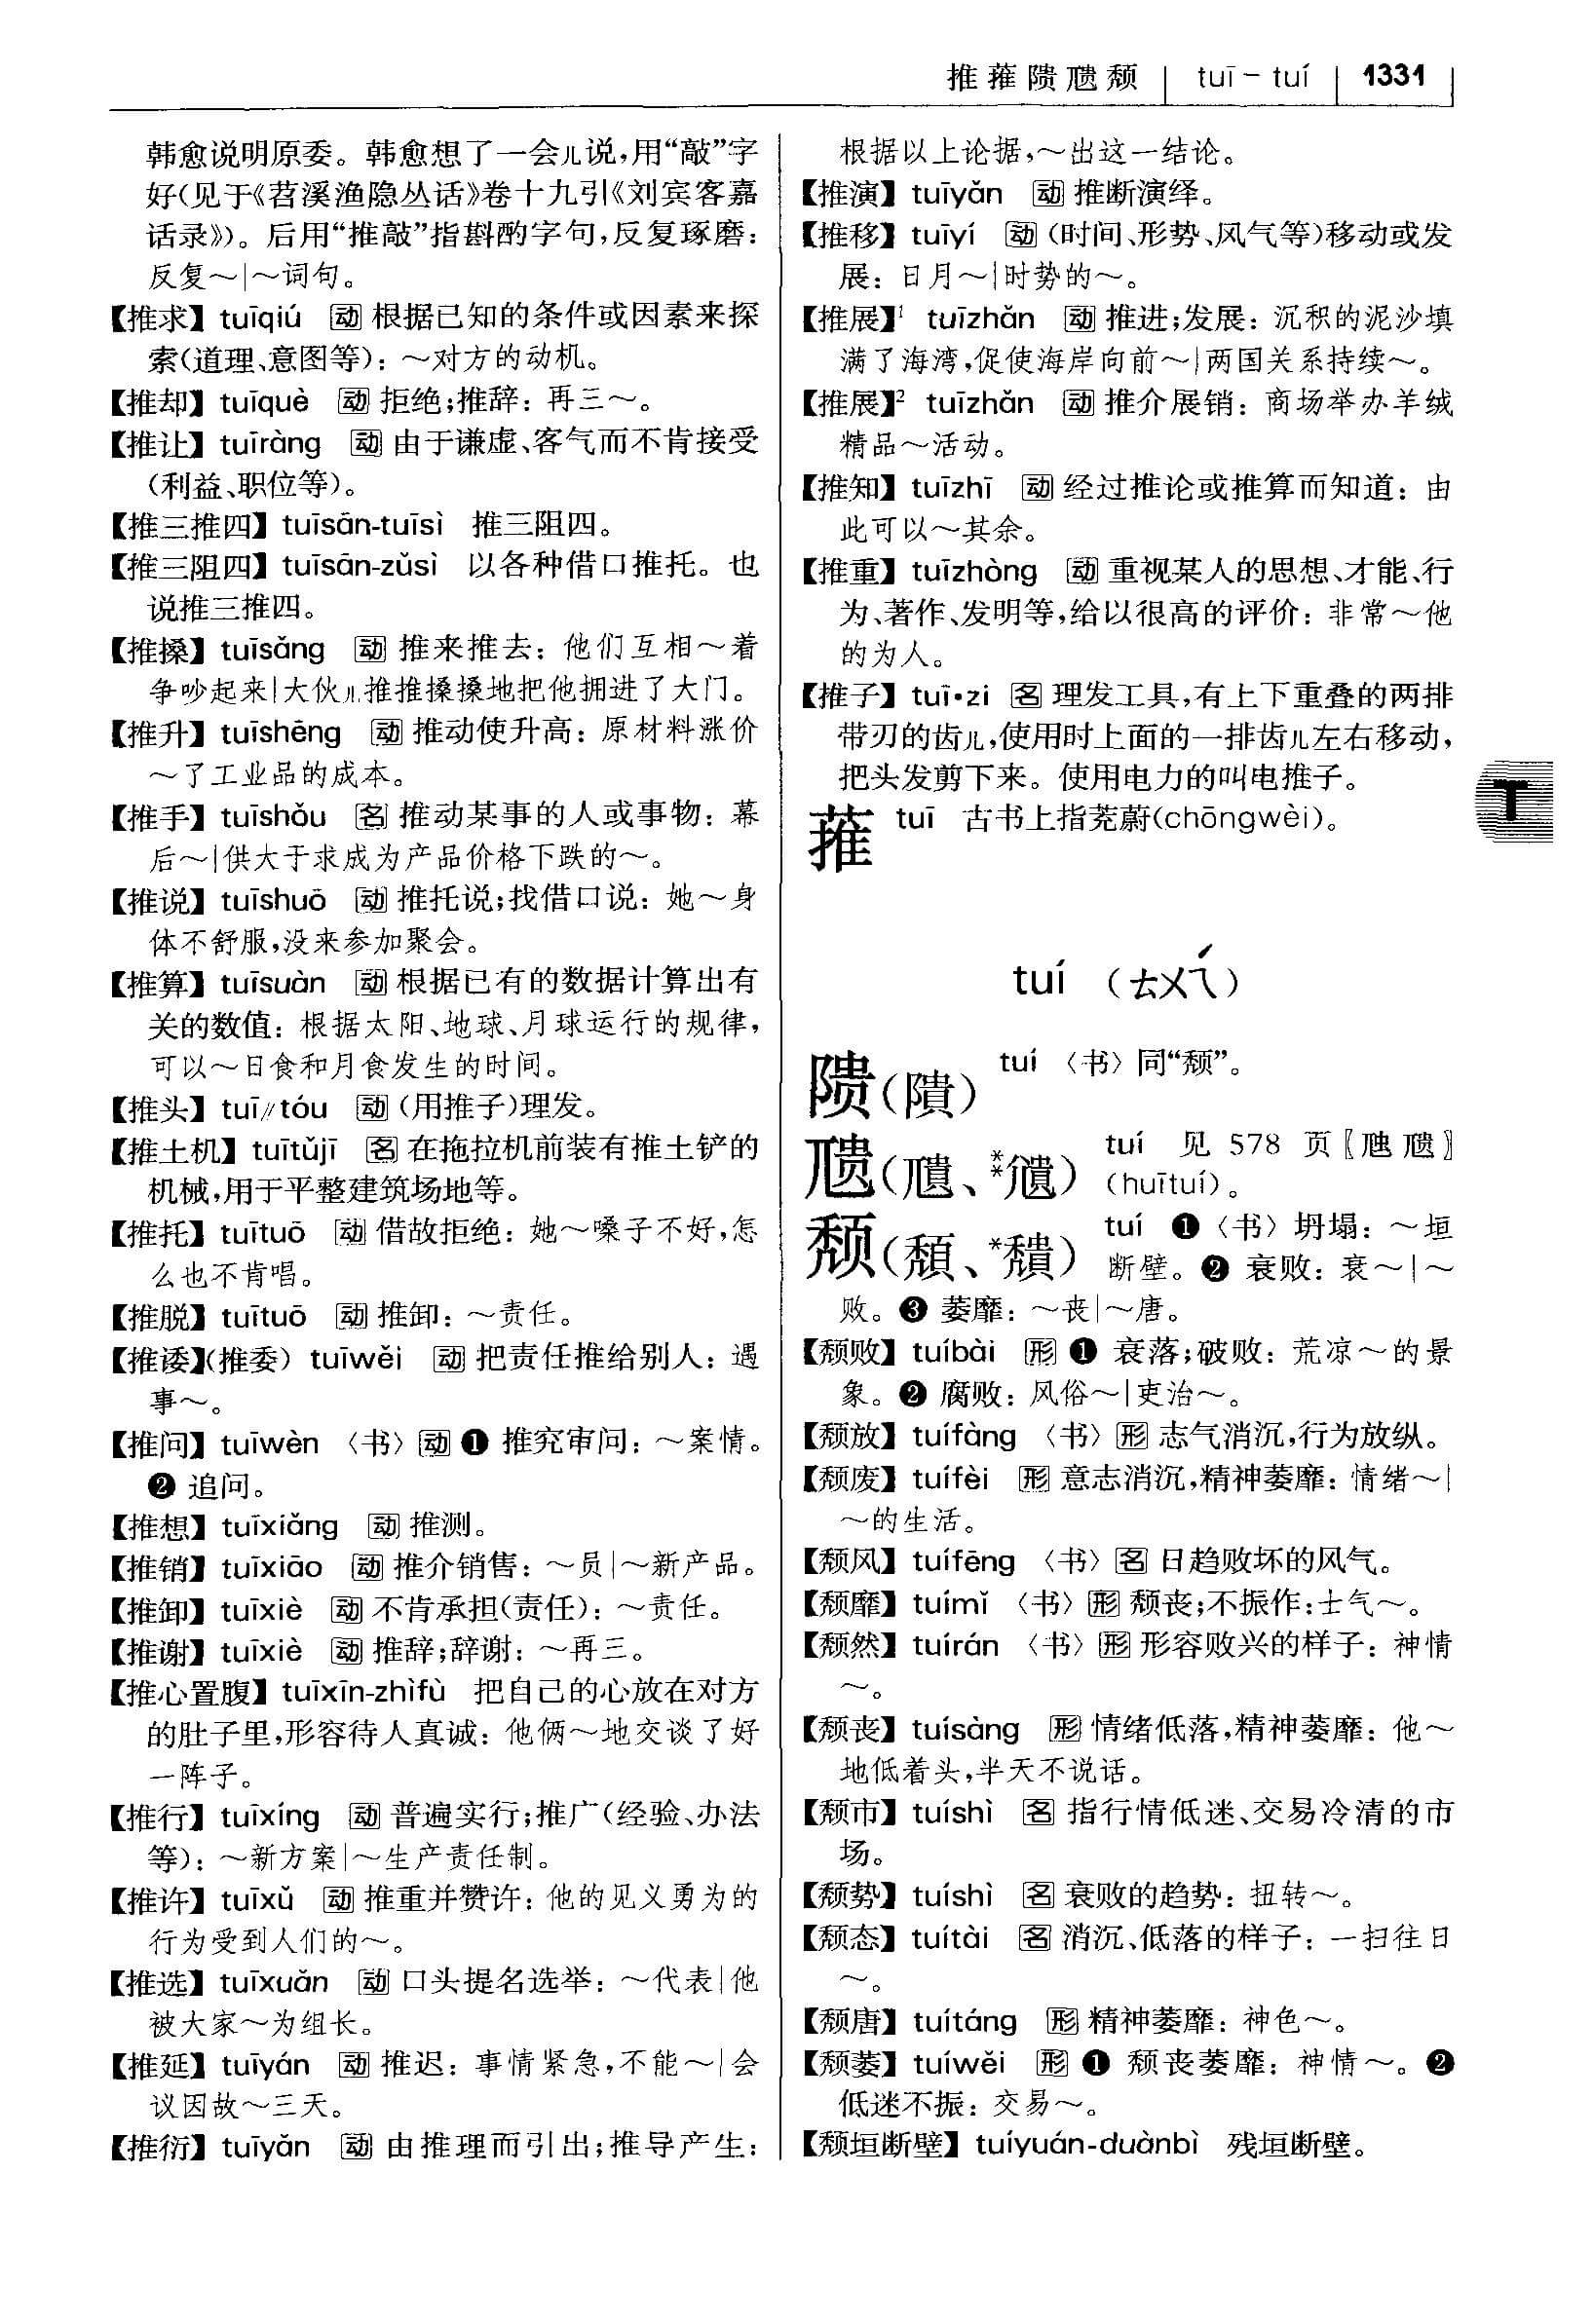 推蓷𬯎𫖯颓 tuī－tuí 1331
韩愈说明原委。韩愈想了一会儿说,用“敲”字
好(见于《苕溪渔隐丛话》卷十九引《刘宾客嘉
话录》)。后用“推敲”指斟酌字句,反复琢磨：
反复～|～词句。
【推求】 tuīqiú 动 根据已知的条件或因素来探
索(道理、意图等)：～对方的动机。
【推却】 tuīquè 动 拒绝;推辞：再三～。
【推让】 tuīràng 动 由于谦虚、客气而不肯接受
(利益、职位等)。
【推三推四】 tuīsān-tuīsì 推三阻四。
【推三阻四】 tuīsān-zǔsì 以各种借口推托。也
说推三推四。
【推搡】 tuīsǎng 动 推来推去：他们互相～着
争吵起来|大伙儿推推搡搡地把他拥进了大门。
【推升】 tuīshēng 动 推动使升高：原材料涨价
～了工业品的成本。
【推手】 tuīshǒu 名 推动某事的人或事物：幕
后～|供大于求成为产品价格下跌的～。
【推说】 tuīshuō 动 推托说;找借口说：她～身
体不舒服,没来参加聚会。
【推算】 tuīsuàn 动 根据已有的数据计算出有
关的数值：根据太阳、地球、月球运行的规律,
可以～日食和月食发生的时间。
【推头】 tuī∥tóu 动 (用推子)理发。
【推土机】 tuītǔjī 名 在拖拉机前装有推土铲的
机械,用于平整建筑场地等。
【推托】 tuītuō 动 借故拒绝：她～嗓子不好,怎
么也不肯唱。
【推脱】 tuītuō 动 推卸：～责任。
【推诿】(推委) tuīwěi 动 把责任推给别人：遇
事～。
【推问】 tuīwèn 〈书〉动 ❶ 推究审问：～案情。
❷ 追问。
【推想】 tuīxiǎng 动 推测。
【推销】 tuīxiāo 动 推介销售：～员|～新产品。
【推卸】 tuīxiè 动 不肯承担(责任)：～责任。
【推谢】 tuīxiè 动 推辞;辞谢：～再三。
【推心置腹】 tuīxīn-zhìfù 把自己的心放在对方
的肚子里,形容待人真诚：他俩～地交谈了好
一阵子。
【推行】 tuīxíng 动 普遍实行;推广(经验、办法
等)：～新方案|～生产责任制。
【推许】 tuīxǔ 动 推重并赞许：他的见义勇为的
行为受到人们的～。
【推选】 tuīxuǎn 动 口头提名选举：～代表|他
被大家～为组长。
【推延】 tuīyán 动 推迟：事情紧急,不能～|会
议因故～三天。
【推衍】 tuīyǎn 动 由推理而引出;推导产生：
根据以上论据,～出这一结论。
【推演】 tuīyǎn 动 推断演绎。
【推移】 tuīyí 动 (时间、形势、风气等)移动或发
展：日月～|时势的～。
【推展】¹ tuīzhǎn 动 推进;发展：沉积的泥沙填
满了海湾,促使海岸向前～|两国关系持续～。
【推展】² tuīzhǎn 动 推介展销：商场举办羊绒
精品～活动。
【推知】 tuīzhī 动 经过推论或推算而知道：由
此可以～其余。
【推重】 tuīzhòng 动 重视某人的思想、才能、行
为、著作、发明等,给以很高的评价：非常～他
的为人。
【推子】 tuī•zi 名 理发工具,有上下重叠的两排
带刃的齿儿,使用时上面的一排齿儿左右移动,
把头发剪下来。使用电力的叫电推子。
蓷 tuī 古书上指茺蔚(chōngwèi)。
T
tuí (ㄊㄨㄟˊ)
𬯎(隤) tuí 〈书〉同“颓”。
tuí 见 578 页
(huītuí)。
颓(頹、*穨) tuí ❶〈书〉坍塌：～垣
断壁。❷ 衰败：衰～|～
败。❸ 萎靡：～丧|～唐。
【颓败】 tuíbài 形 ❶ 衰落;破败：荒凉～的景
象。❷ 腐败：风俗～|吏治～。
【颓放】 tuífàng 〈书〉形 志气消沉,行为放纵。
【颓废】 tuífèi 形 意志消沉,精神萎靡：情绪～|
～的生活。
【颓风】 tuífēng 〈书〉名 日趋败坏的风气。
【颓靡】 tuímǐ 〈书〉形 颓丧;不振作：士气～。
【颓然】 tuírán 〈书〉形 形容败兴的样子：神情
～。
【颓丧】 tuísàng 形 情绪低落,精神萎靡：他～
地低着头,半天不说话。
【颓市】 tuíshì 名 指行情低迷、交易冷清的市
场。
【颓势】 tuíshì 名 衰败的趋势：扭转～。
【颓态】 tuítài 名 消沉、低落的样子：一扫往日
～。
【颓唐】 tuítáng 形 精神萎靡：神色～。
【颓萎】 tuíwěi 形 ❶ 颓丧萎靡：神情～。❷
低迷不振：交易～。
【颓垣断壁】 tuíyuán-duànbì 残垣断壁。